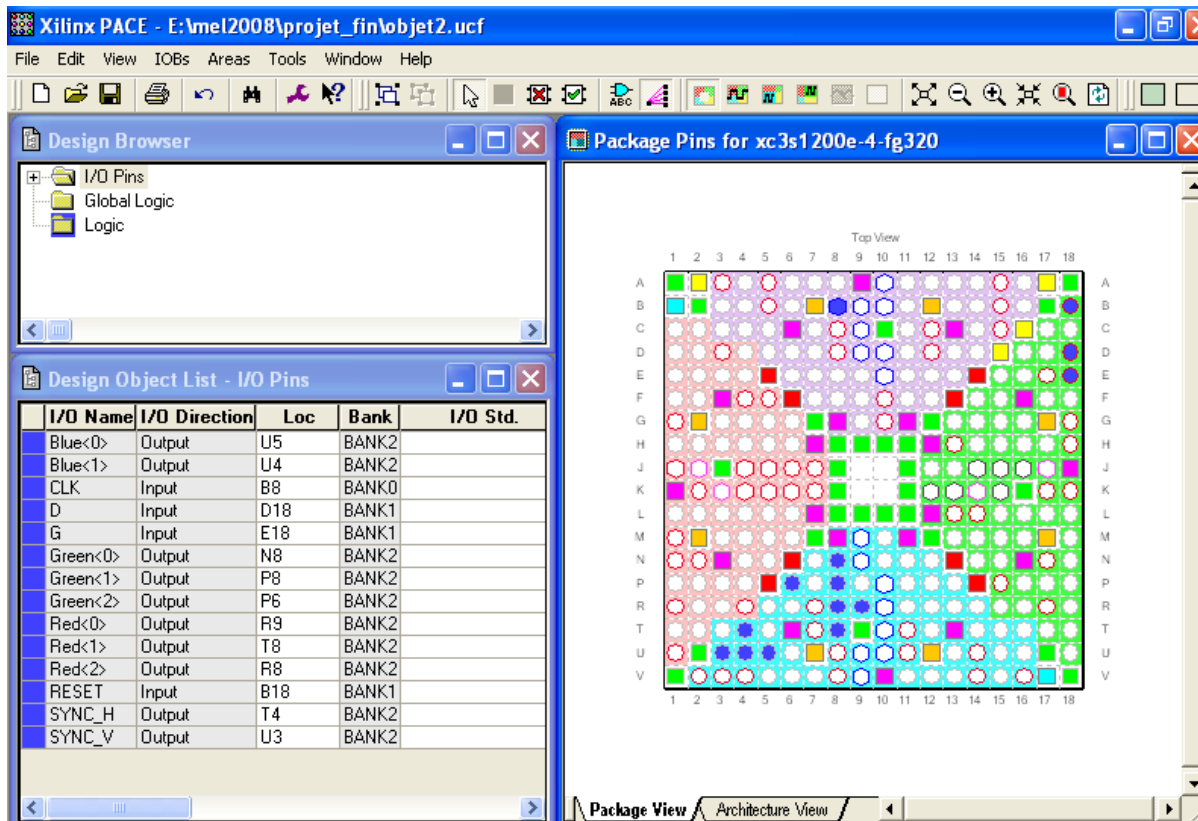 Xilinx PACE - E:\mel2008\projet_fin\objet2.ucf
File Edit View IOBs Areas Tools Window Help
ABC
Design Browser
I/O Pins
Global Logic
Logic
Design Object List - I/O Pins
I/O Name I/O Direction Loc Bank I/O Std.
Blue<0> Output U5 BANK2
Blue<1> Output U4 BANK2
CLK Input B8 BANK0
D Input D18 BANK1
G Input E18 BANK1
Green<0> Output N8 BANK2
Green<1> Output P8 BANK2
Green<2> Output P6 BANK2
Red<0> Output R9 BANK2
Red<1> Output T8 BANK2
Red<2> Output R8 BANK2
RESET Input B18 BANK1
SYNC_H Output T4 BANK2
SYNC_V Output U3 BANK2
Package Pins for xc3s1200e-4-fg320
Top View
1 2 3 4 5 6 7 8 9 10 11 12 13 14 15 16 17 18
A A
B B
C C
D D
E E
F F
G G
H H
J J
K K
L L
M M
N N
P P
R R
T T
U U
V V
1 2 3 4 5 6 7 8 9 10 11 12 13 14 15 16 17 18
Package View Architecture View